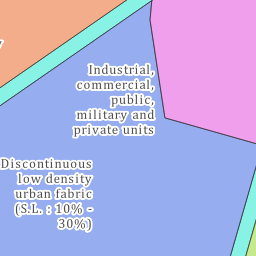 Industrial,
commercial,
public,
military and
private units
Discontinuous
low density
urban fabric
(S.L. : 10% -
30%)